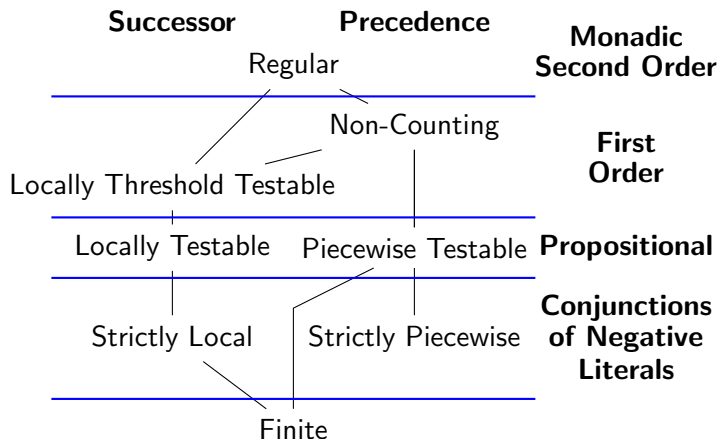 Successor Precedence
Monadic
Second Order
Regular
Non-Counting
First
Order
Locally Threshold Testable
Locally Testable Piecewise Testable Propositional
Conjunctions
of Negative
Literals
Strictly Local Strictly Piecewise
Finite